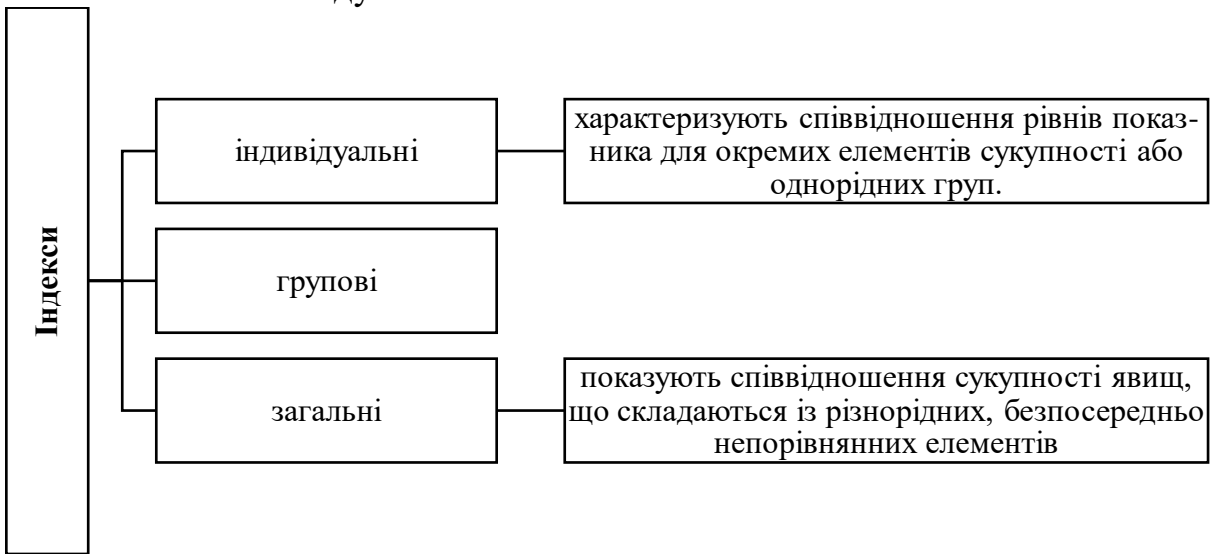 Індекси
індивідуальні
характеризують співвідношення рівнів показ-
ника для окремих елементів сукупності або
однорідних груп.
групові
загальні
показують співвідношення сукупності явищ,
що складаються із різнорідних, безпосередньо
непорівнянних елементів